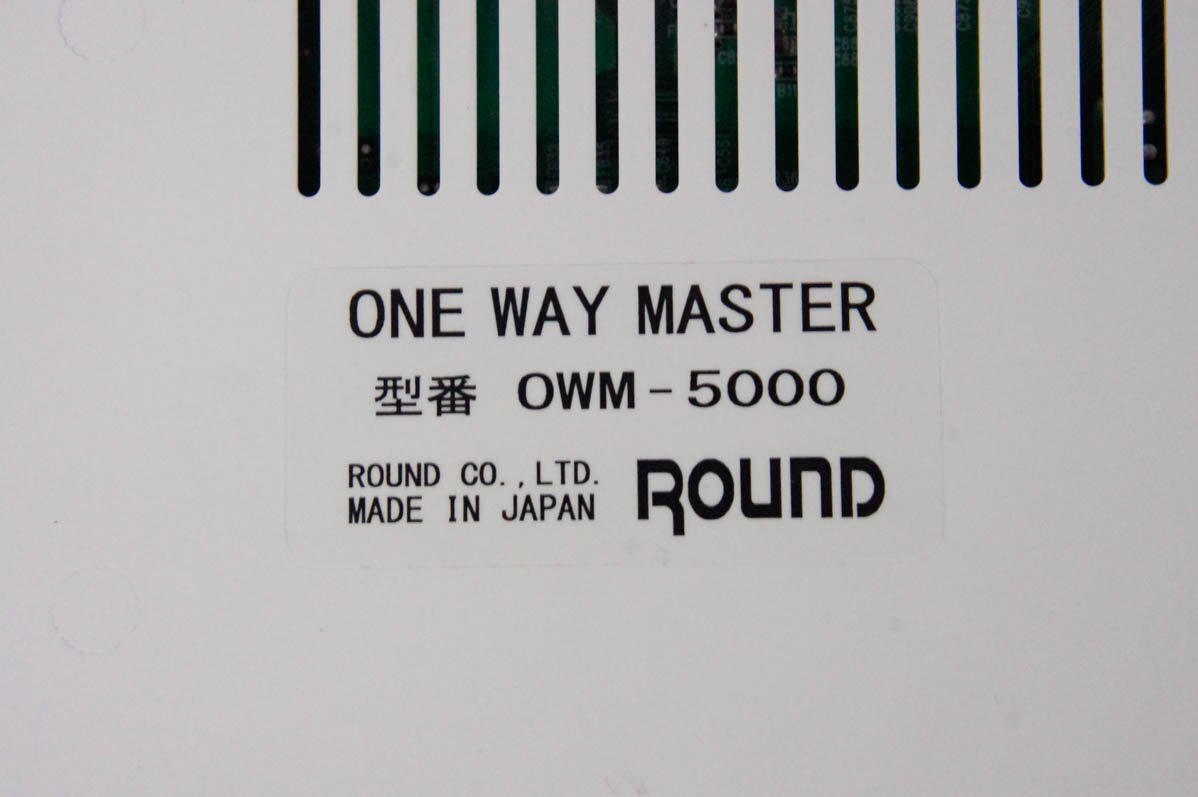 ONE WAY MASTER
型番 OWM-5000
ROUND CO.,LTD.
MADE IN JAPAN
ROUND